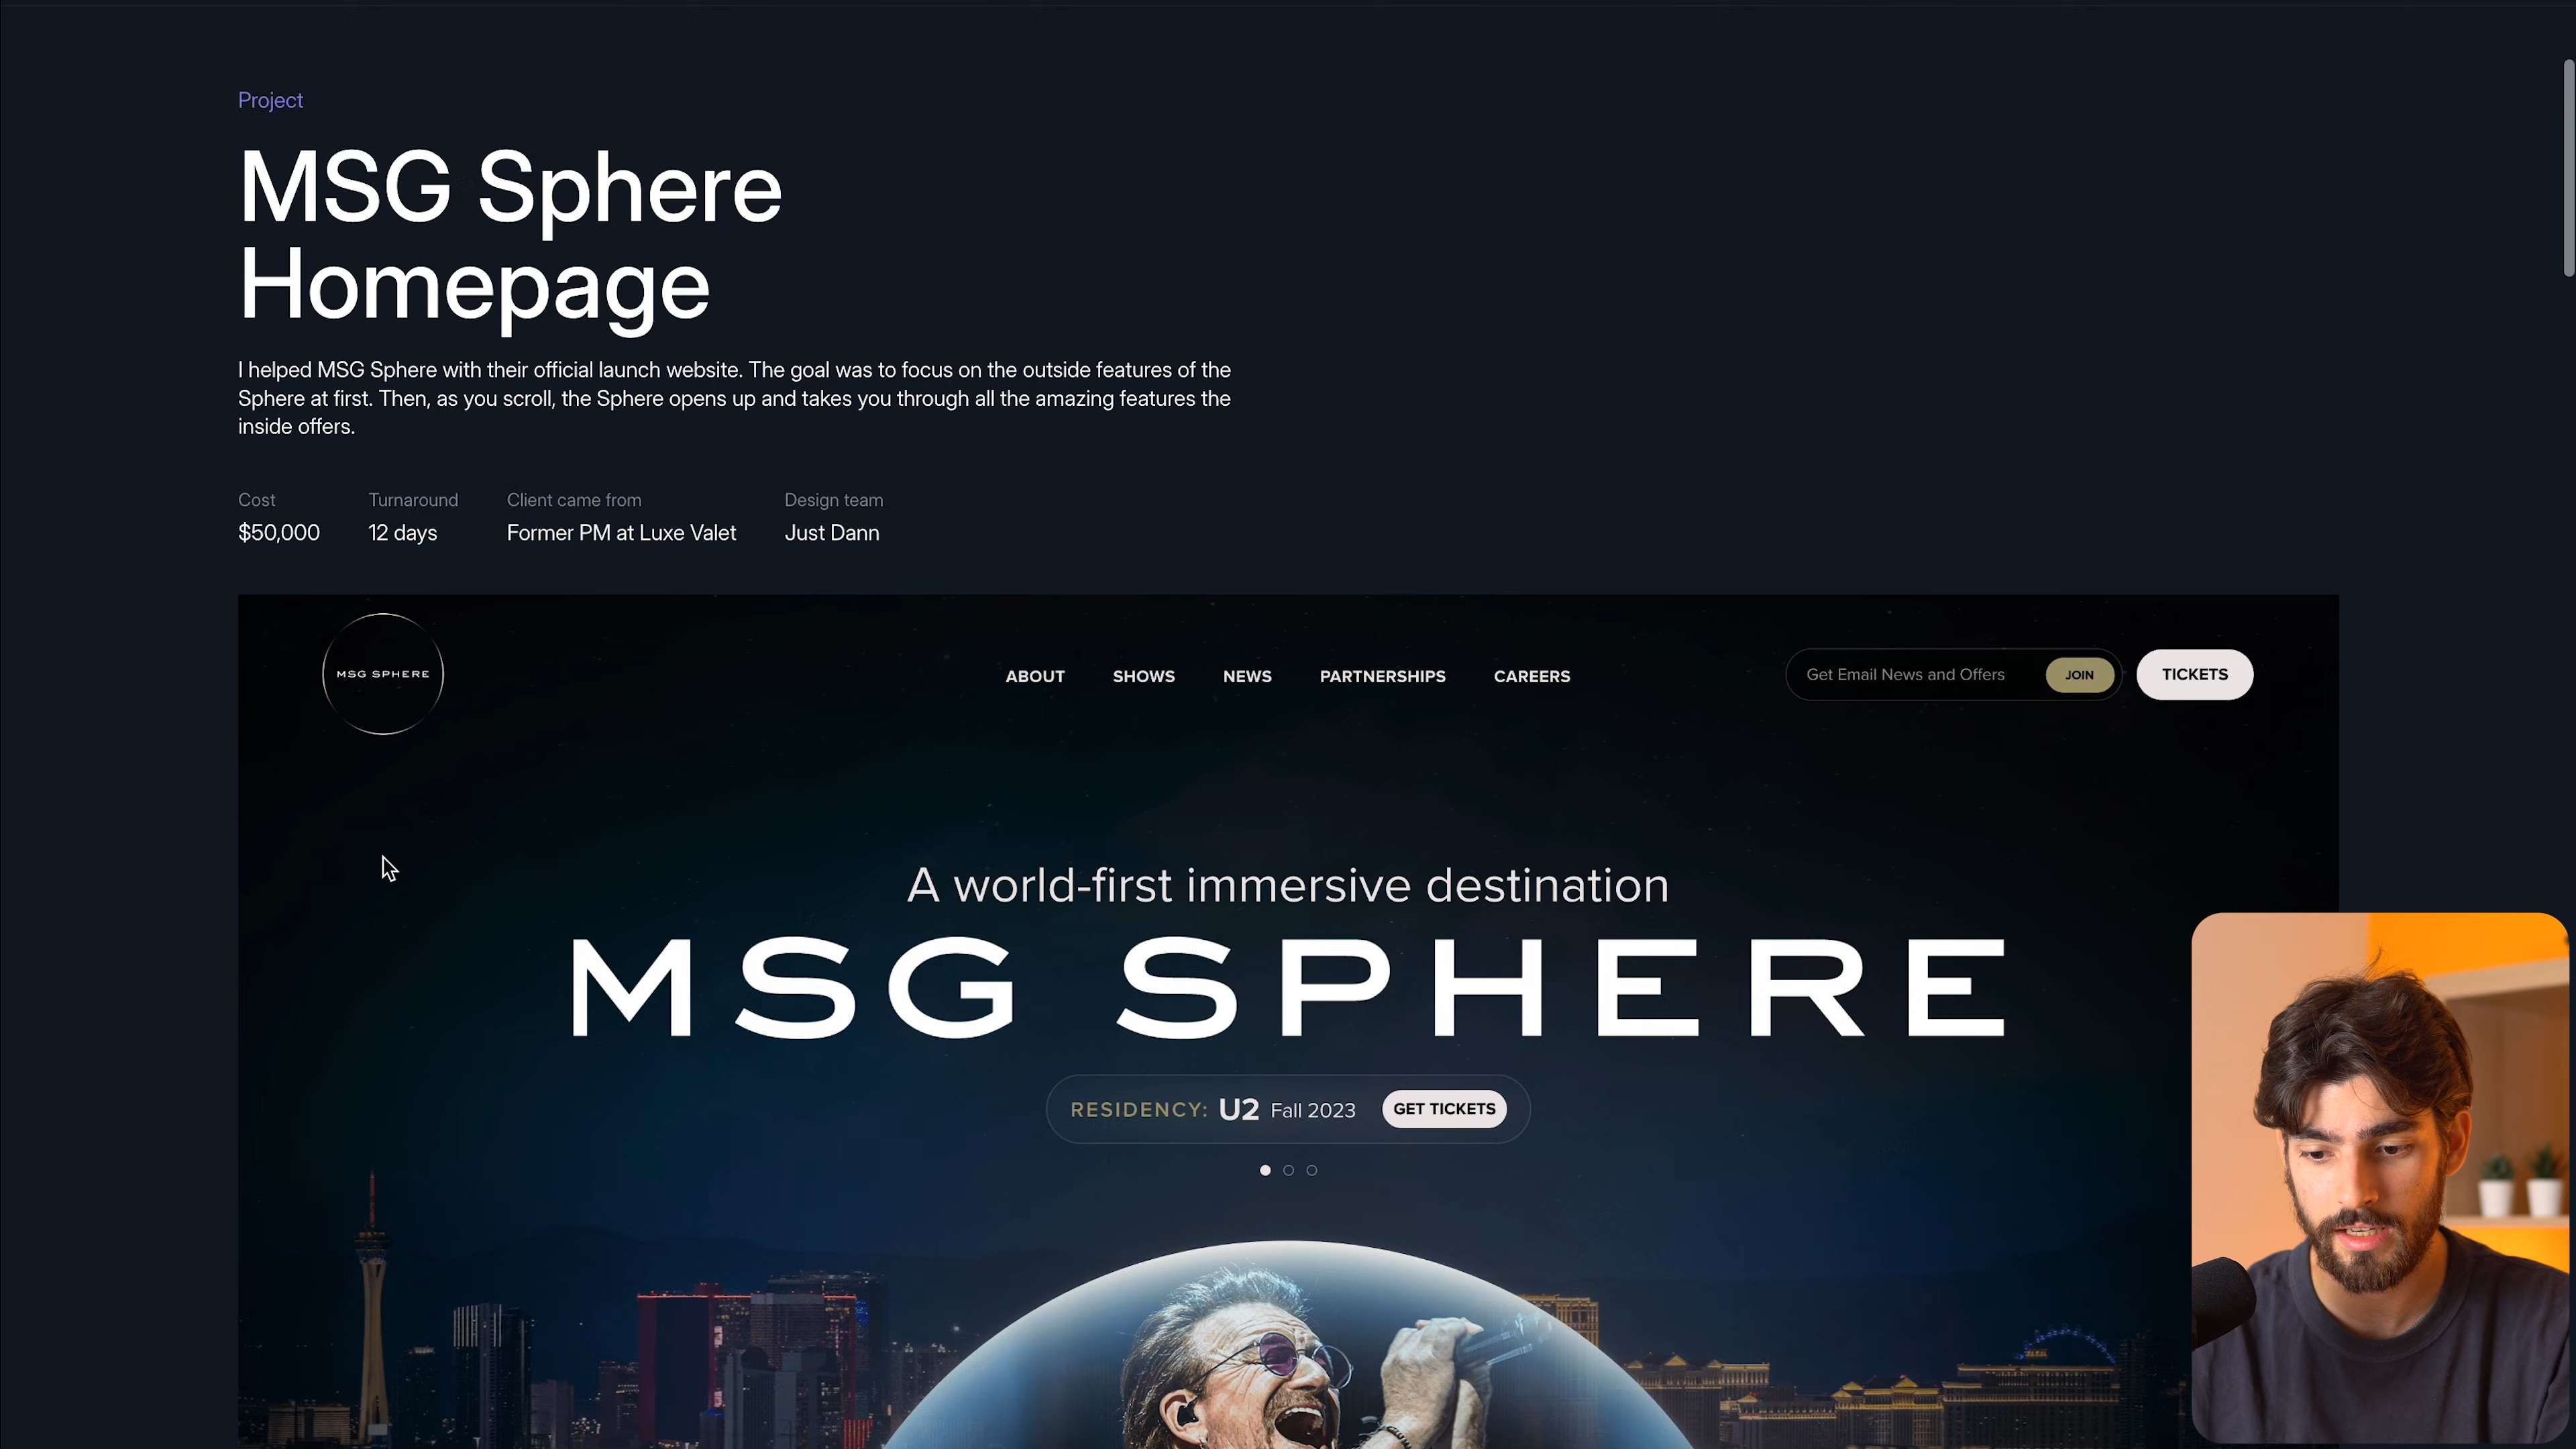 Project
MSG Sphere
Homepage
I helped MSG Sphere with their official launch website. The goal was to focus on the outside features of the
Sphere at first. Then, as you scroll, the Sphere opens up and takes you through all the amazing features the
inside offers.
Cost Turnaround Client came from Design team
$50,000 12 days Former PM at Luxe Valet Just Dann
MSG SPHERE ABOUT SHOWS NEWS PARTNERSHIPS CAREERS Get Email News and Offers JOIN TICKETS
A world-first immersive destination
MSG SPHERE
RESIDENCY: U2 Fall 2023 GET TICKETS